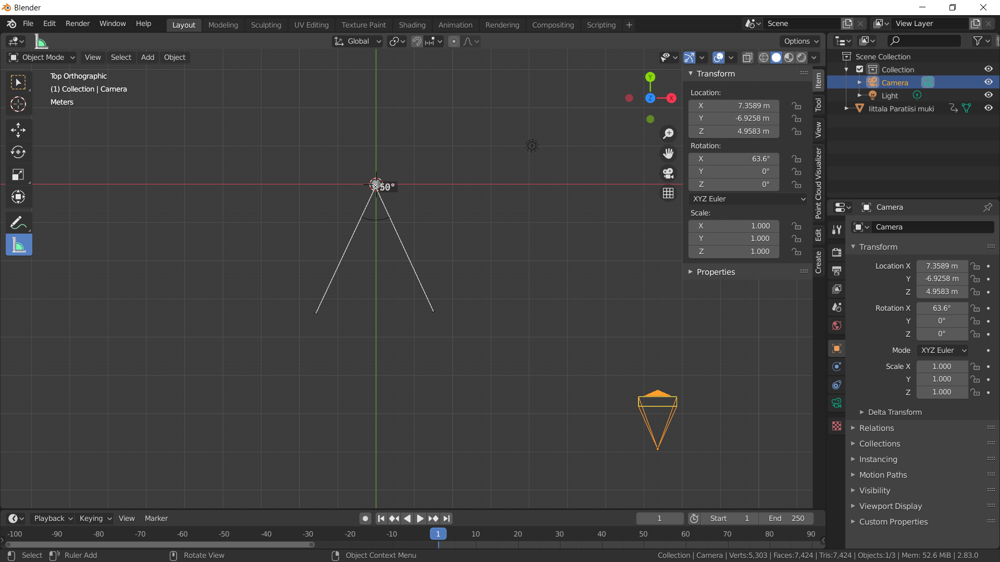 Blender
File Edit Render Window Help Layout Modeling Sculpting UV Editing Texture Paint Shading Animation Rendering Compositing Scripting + Scene View Layer
Global Options
Object Mode View Select Add Object
Top Orthographic
(1) Collection | Camera
Meters
50°
Y
Z
X
Transform
Location:
X 7.3589 m
Y -6.9258 m
Z 4.9583 m
Rotation:
X 63.6°
Y 0°
Z 0°
XYZ Euler
Scale:
X 1.000
Y 1.000
Z 1.000
Properties
Item
Tool
View
Point Cloud Visualizer
Edit
Create
Scene Collection
Collection
Camera
Light
Iittala Paratiisi muki
Camera
Camera
Transform
Location X 7.3589 m
Y -6.9258 m
Z 4.9583 m
Rotation X 63.6°
Y 0°
Z 0°
Mode XYZ Euler
Scale X 1.000
Y 1.000
Z 1.000
Delta Transform
Relations
Collections
Instancing
Motion Paths
Visibility
Viewport Display
Custom Properties
Playback Keying View Marker 1 Start 1 End 250
-100 -90 -80 -70 -60 -50 -40 -30 -20 -10 1 10 20 30 40 50 60 70 80 90
Select Ruler Add Rotate View Object Context Menu Collection | Camera | Verts:5,303 | Faces:7,424 | Tris:7,424 | Objects:1/3 | Mem: 52.6 MiB | 2.83.0